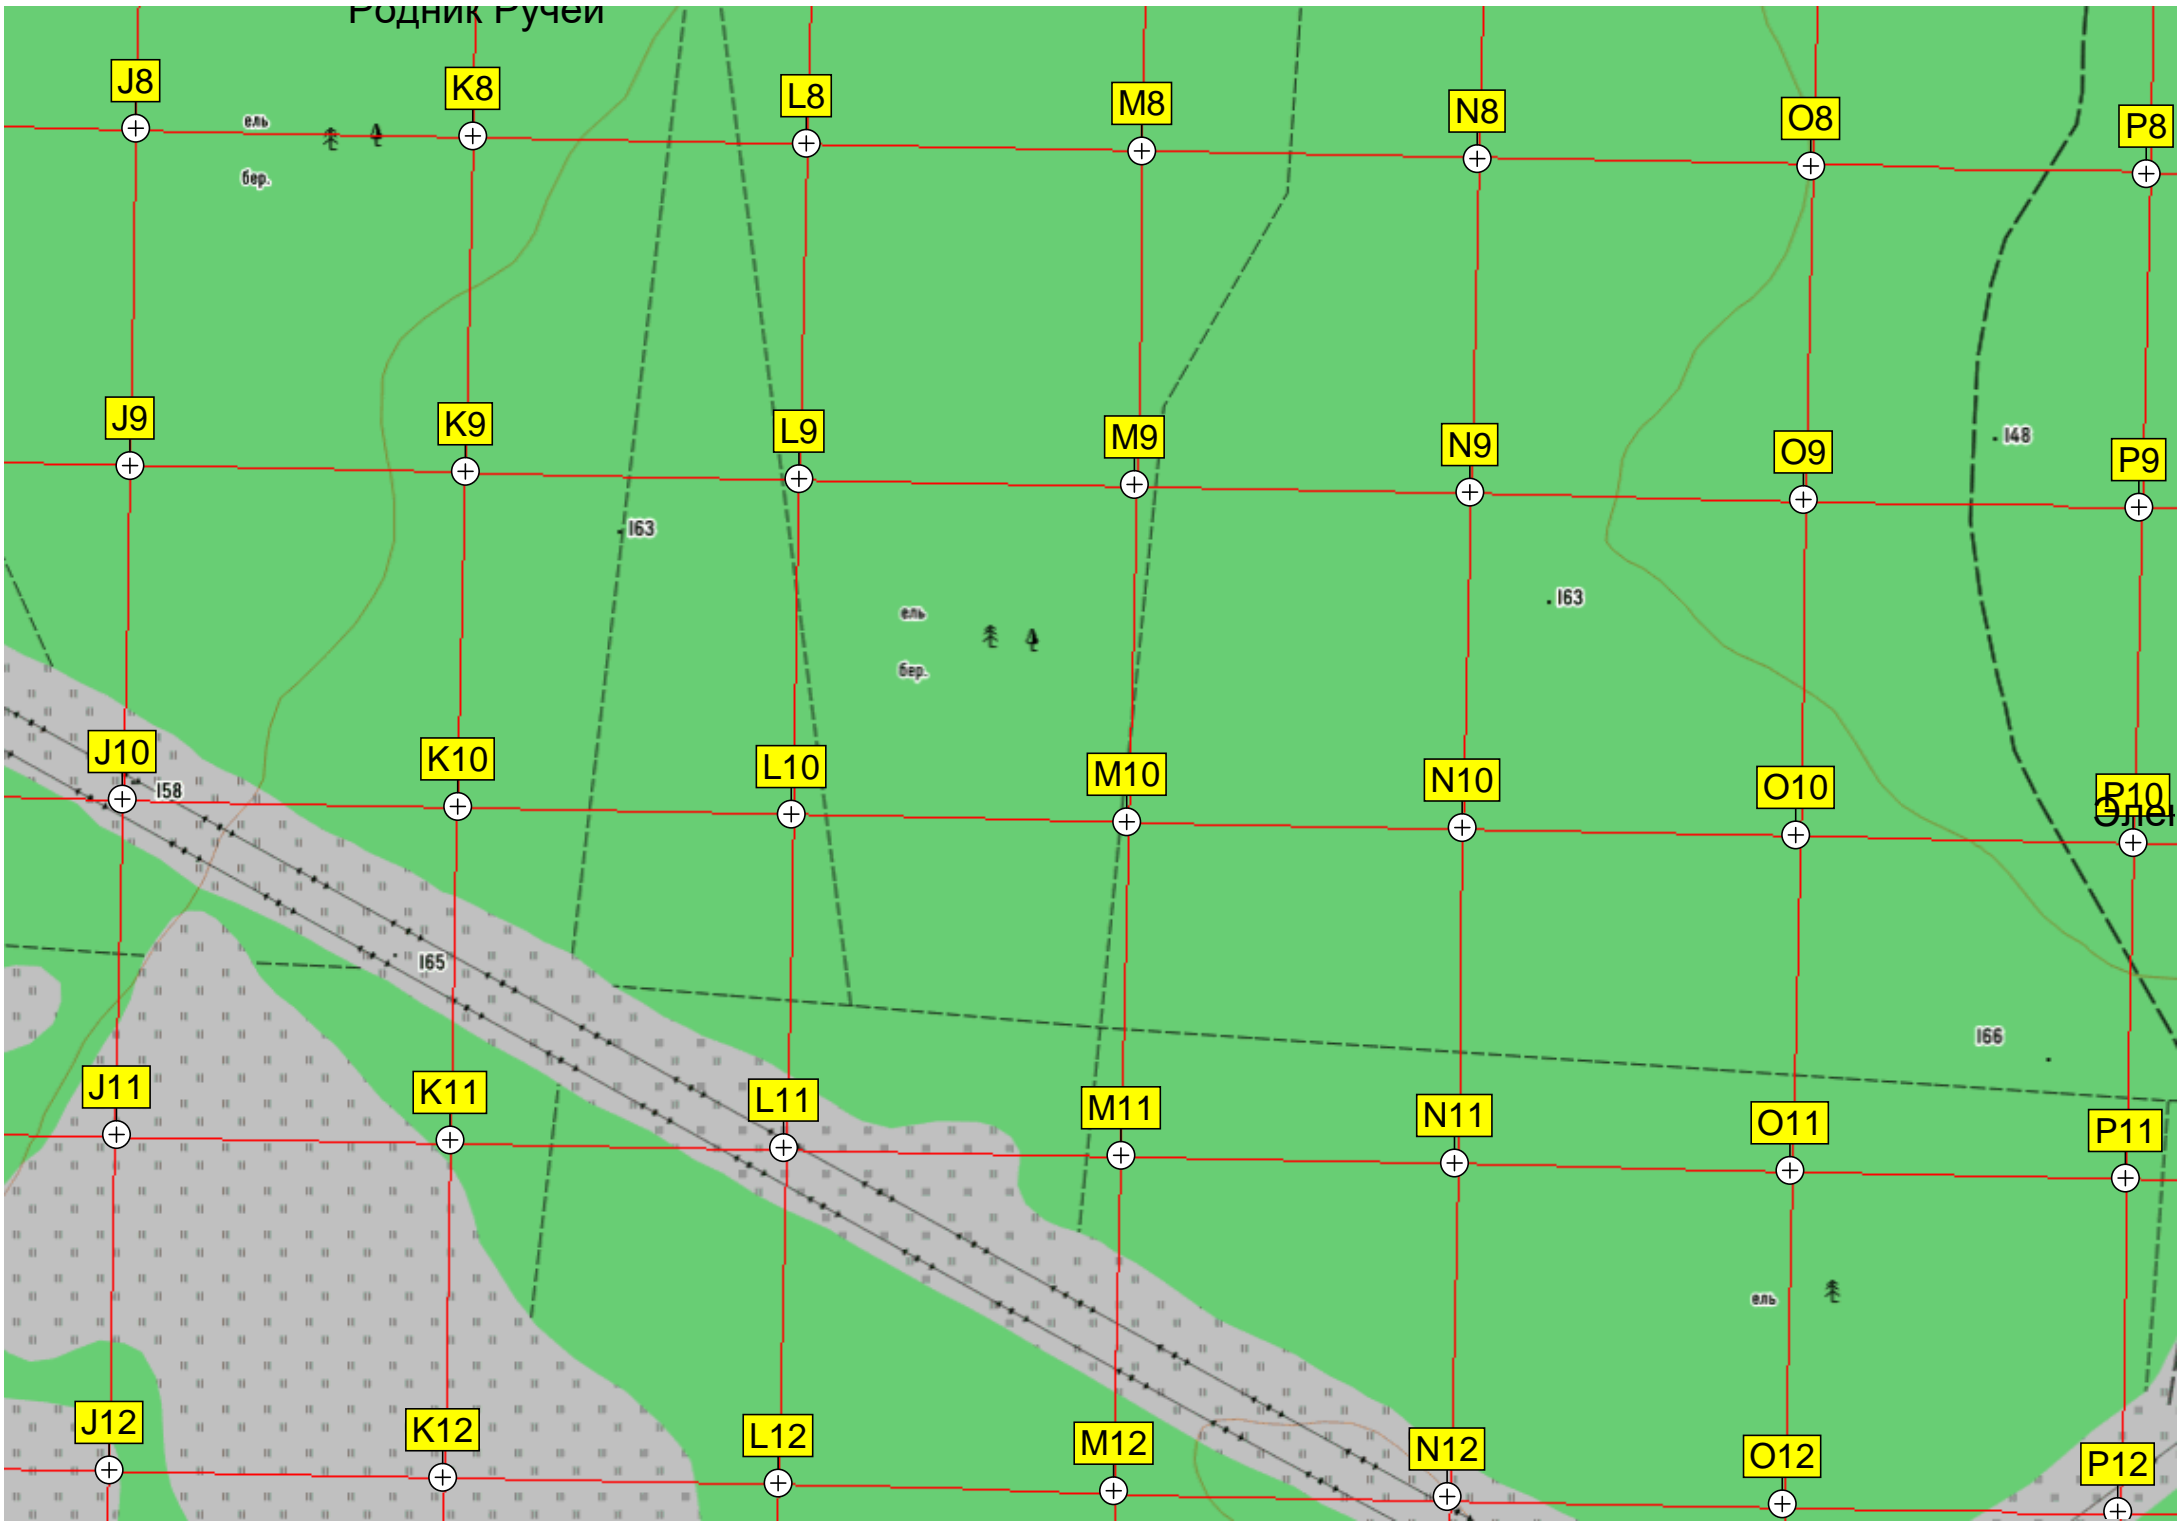 Родник Ручей
J8 K8 L8 M8 N8 O8 P8
ель
бер.
J9 K9 L9 M9 N9 O9 P9
148
163
163
ель
бер.
J10 K10 L10 M10 N10 O10 P10
158
Элек
165
166
J11 K11 L11 M11 N11 O11 P11
ель
J12 K12 L12 M12 N12 O12 P12